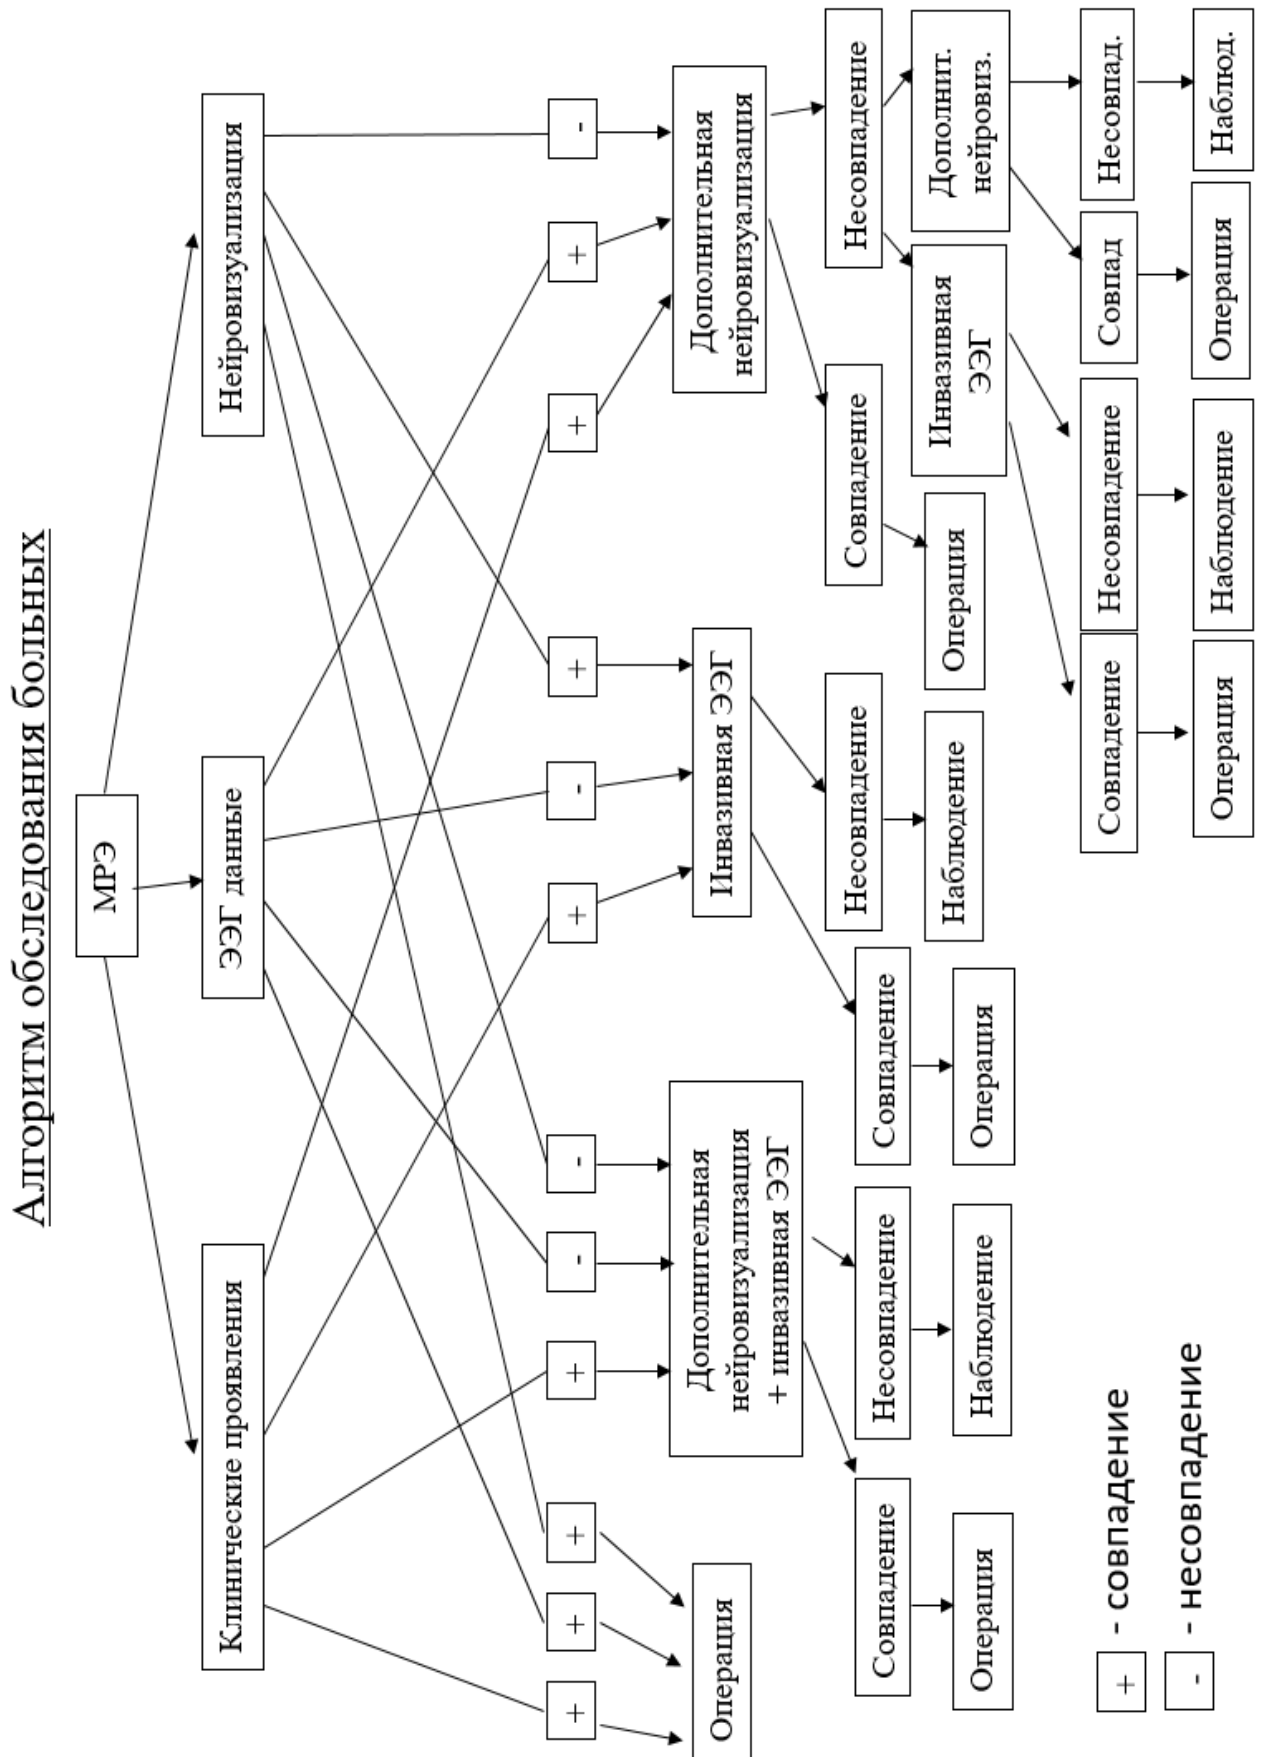 Алгоритм обследования больных
МРЭ
Клинические проявления
ЭЭГ данные
Нейровизуализация
+
+
+
+
-
-
+
-
+
+
+
-
Операция
Дополнительная
нейровизуализация
+ инвазивная ЭЭГ
Инвазивная ЭЭГ
Дополнительная
нейровизуализация
Совпадение
Несовпадение
Совпадение
Несовпадение
Совпадение
Несовпадение
Операция
Наблюдение
Операция
Наблюдение
Операция
Инвазивная
ЭЭГ
Дополнит.
нейровиз.
Совпадение
Несовпадение
Совпад
Несовпад.
Операция
Наблюдение
Операция
Наблюд.
+ - совпадение
- - несовпадение